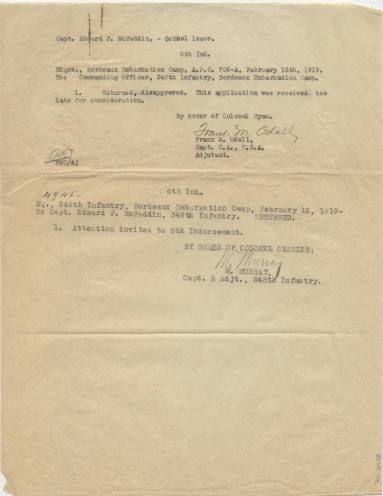 Capt. Edward F. McFaddin, - School leave.
5th Ind.
Hdqrs., Bordeaux Embarkation Camp, A.P.O. 705-A, February 14th, 1919.
To: Commanding Officer, 348th Infantry, Bordeaux Embarkation Camp.
1. Returned, disapproved. This application was received too
late for consideration.
By order of Colonel
Frank M. Odell
Frank M. Odell,
Capt. C.A., U.S.A.
Adjutant.
4945.
6th Ind.
Hq., 348th Infantry, Bordeaux Embarkation Camp, February 15, 1919-
To Capt. Edward F. McFaddin, 348th Infantry. RETURNED.
1. Attention invited to 5th Indorsement.
BY ORDER OF COLONEL CHARLES:
M. Murray
M. MURRAY,
Capt. & Adjt., 348th Infantry.